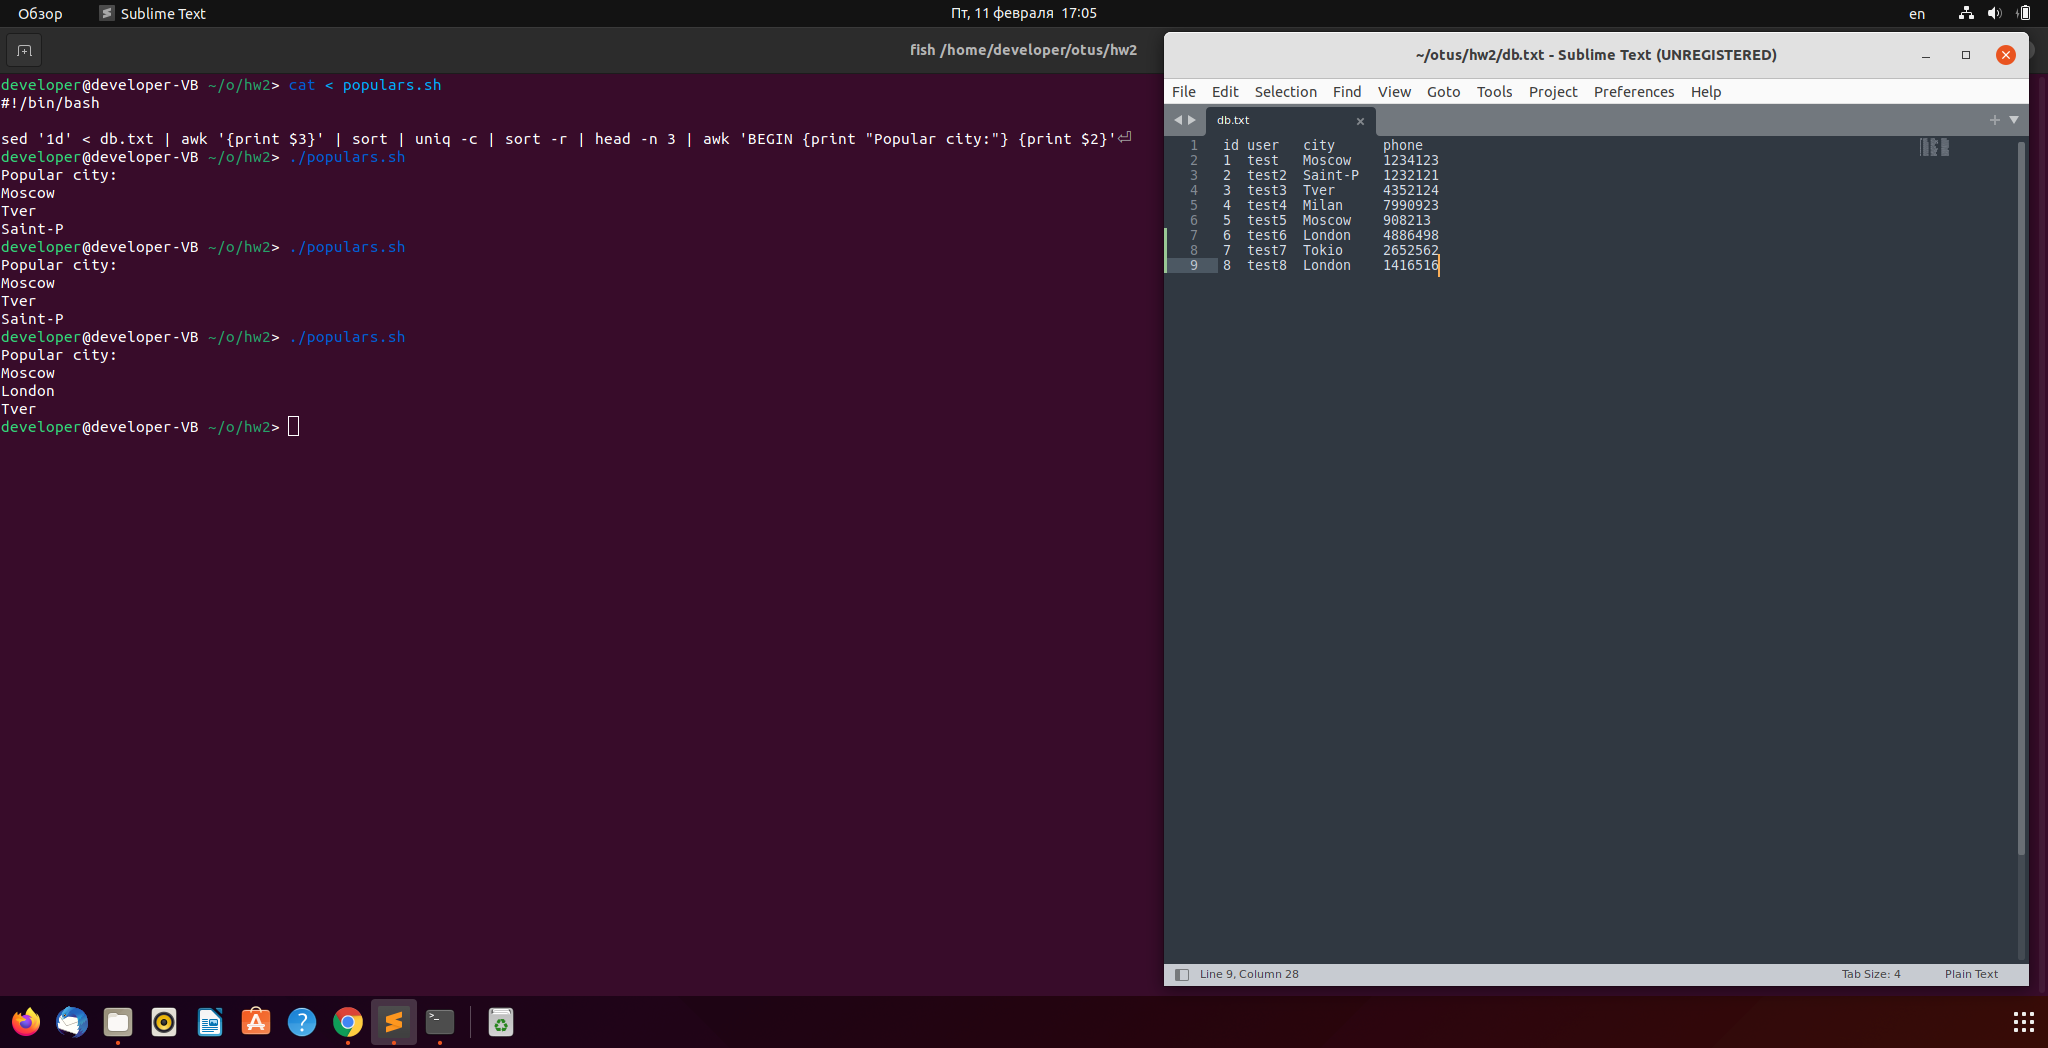 Обзор
Sublime Text
Пт, 11 февраля 17:05
en
fish /home/developer/otus/hw2
developer@developer-VB ~/o/hw2> cat < populars.sh
#!/bin/bash
sed '1d' < db.txt | awk '{print $3}' | sort | uniq -c | sort -r | head -n 3 | awk 'BEGIN {print "Popular city:"} {print $2}'⏎
developer@developer-VB ~/o/hw2> ./populars.sh
Popular city:
Moscow
Tver
Saint-P
developer@developer-VB ~/o/hw2> ./populars.sh
Popular city:
Moscow
Tver
Saint-P
developer@developer-VB ~/o/hw2> ./populars.sh
Popular city:
Moscow
London
Tver
developer@developer-VB ~/o/hw2>
~/otus/hw2/db.txt - Sublime Text (UNREGISTERED)
File Edit Selection Find View Goto Tools Project Preferences Help
db.txt
1 id user city phone
2 1 test Moscow 1234123
3 2 test2 Saint-P 1232121
4 3 test3 Tver 4352124
5 4 test4 Milan 7990923
6 5 test5 Moscow 908213
7 6 test6 London 4886498
8 7 test7 Tokio 2652562
9 8 test8 London 1416516
Line 9, Column 28
Tab Size: 4
Plain Text